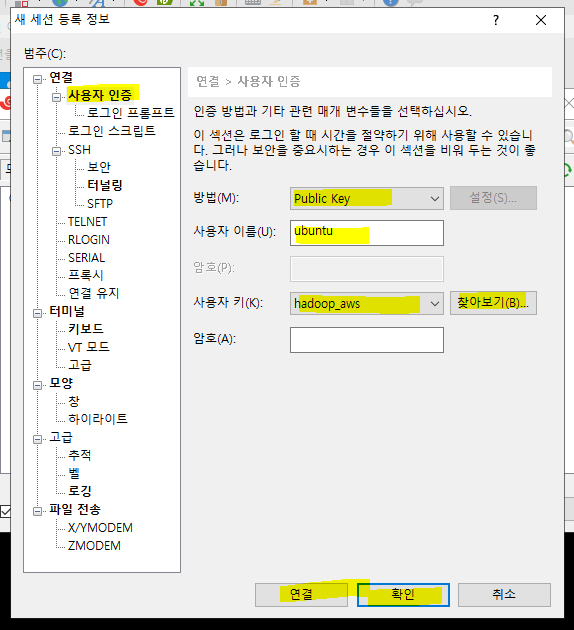 새 세션 등록 정보
범주(C):
연결
사용자 인증
로그인 프롬프트
로그인 스크립트
SSH
보안
터널링
SFTP
TELNET
RLOGIN
SERIAL
프록시
연결 유지
터미널
키보드
VT 모드
고급
모양
창
하이라이트
고급
추적
벨
로깅
파일 전송
X/YMODEM
ZMODEM
연결 > 사용자 인증
인증 방법과 기타 관련 매개 변수들을 선택하십시오.
이 섹션은 로그인 할 때 시간을 절약하기 위해 사용할 수 있습니
다. 그러나 보안을 중요시하는 경우 이 섹션을 비워 두는 것이 좋
습니다.
방법(M): Public Key 설정(S)...
사용자 이름(U): ubuntu
암호(P):
사용자 키(K): hadoop_aws 찾아보기(B)...
암호(A):
연결 확인 취소